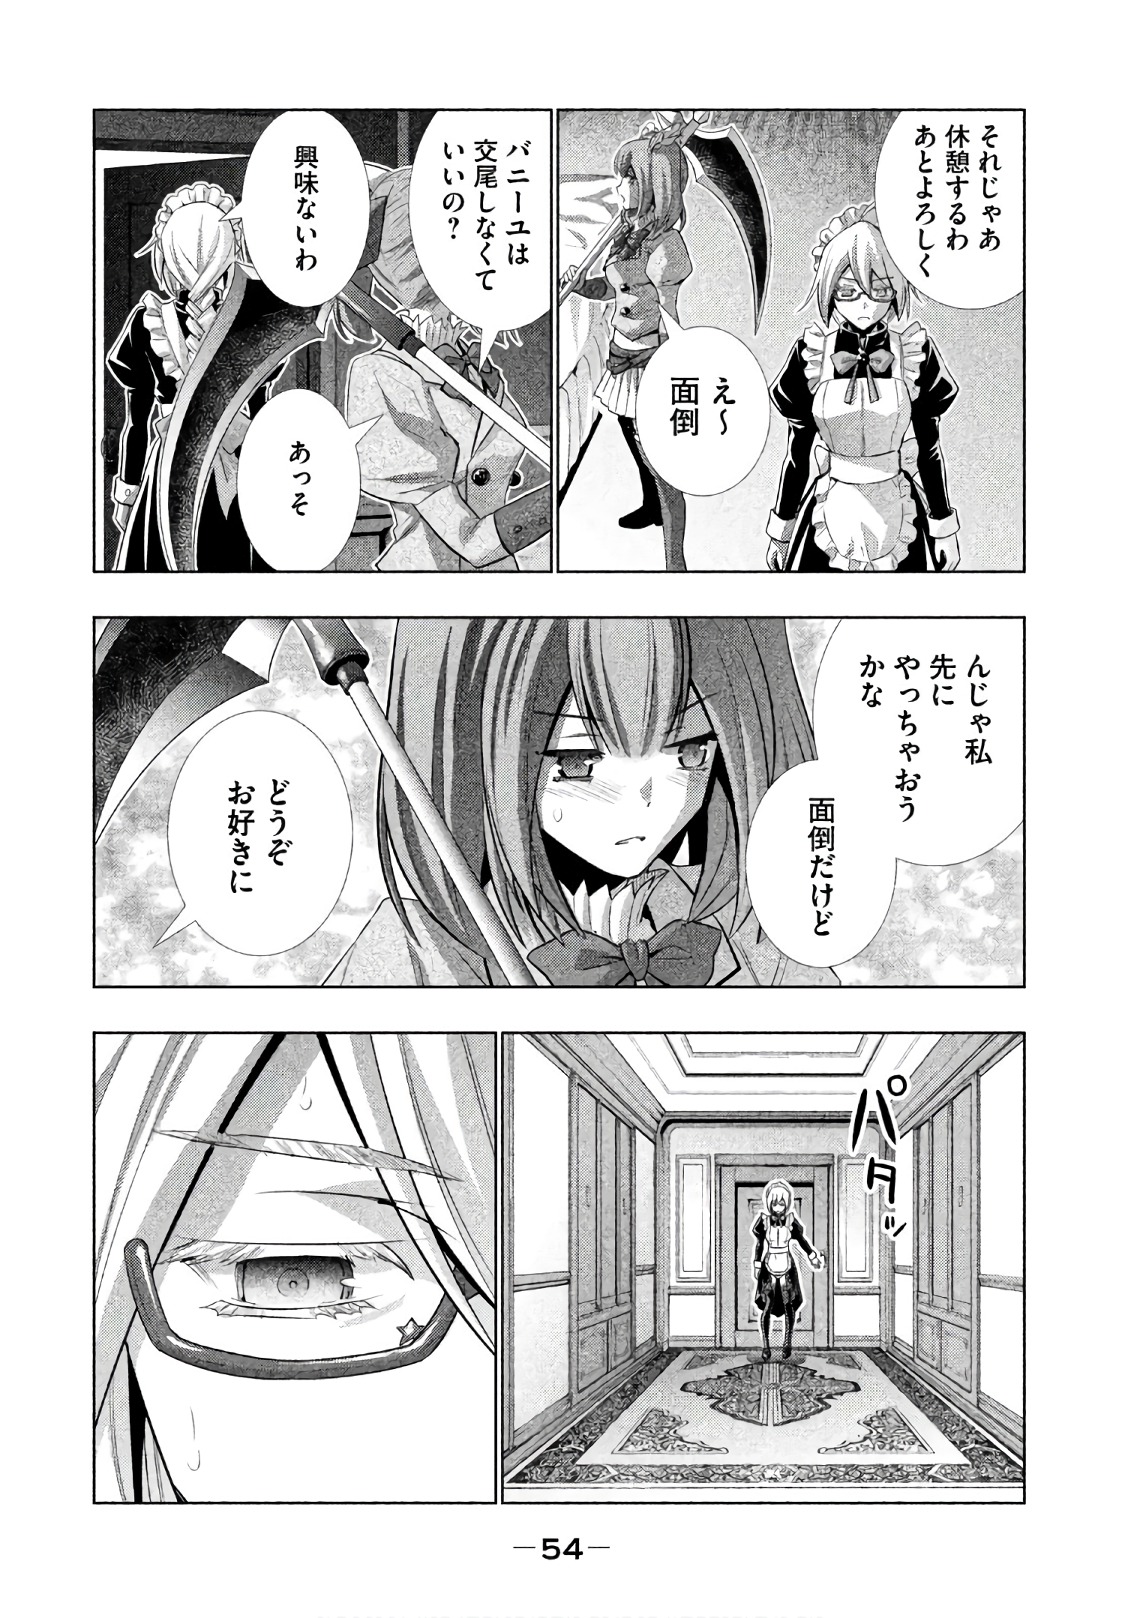 それじゃあ
休憩するわ
あとよろしく
え～
面倒
バニーユは
交尾しなくて
いいの?
興味ないわ
あっそ
んじゃ私
先に
やっちゃおう
かな
面倒だけど
どうぞ
お好きに
パタッ
—54—